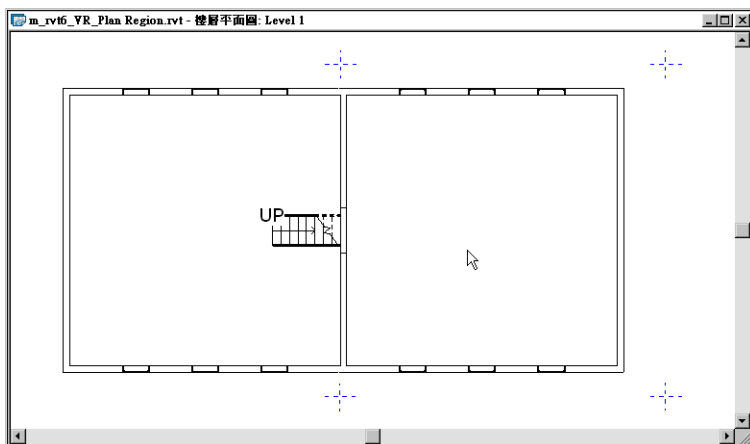 m_rvt6_VR_Plan Region.rvt - 樓層平面圖: Level 1
UP